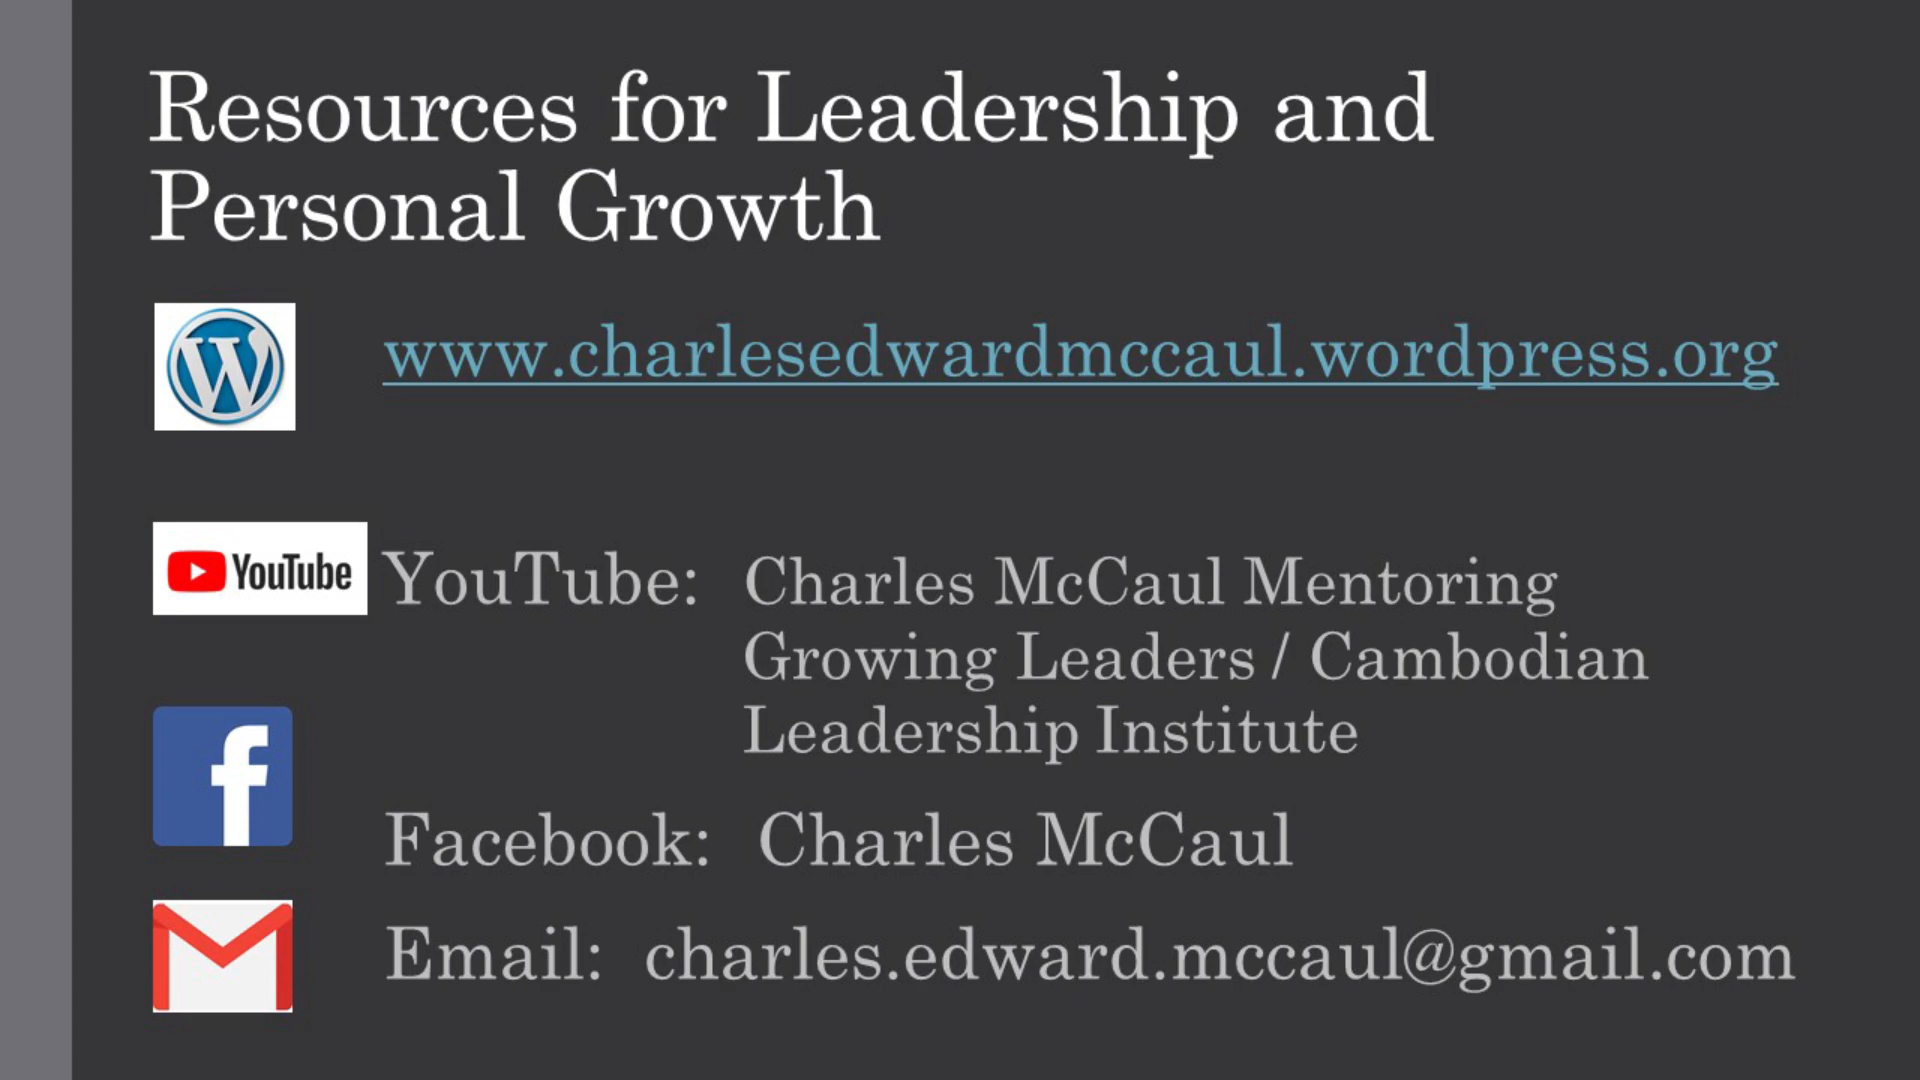 Resources for Leadership and
Personal Growth
W
www.charlesedwardmccaul.wordpress.org
YouTube
YouTube: Charles McCaul Mentoring
Growing Leaders / Cambodian
Leadership Institute
f
Facebook: Charles McCaul
M
Email: charles.edward.mccaul@gmail.com